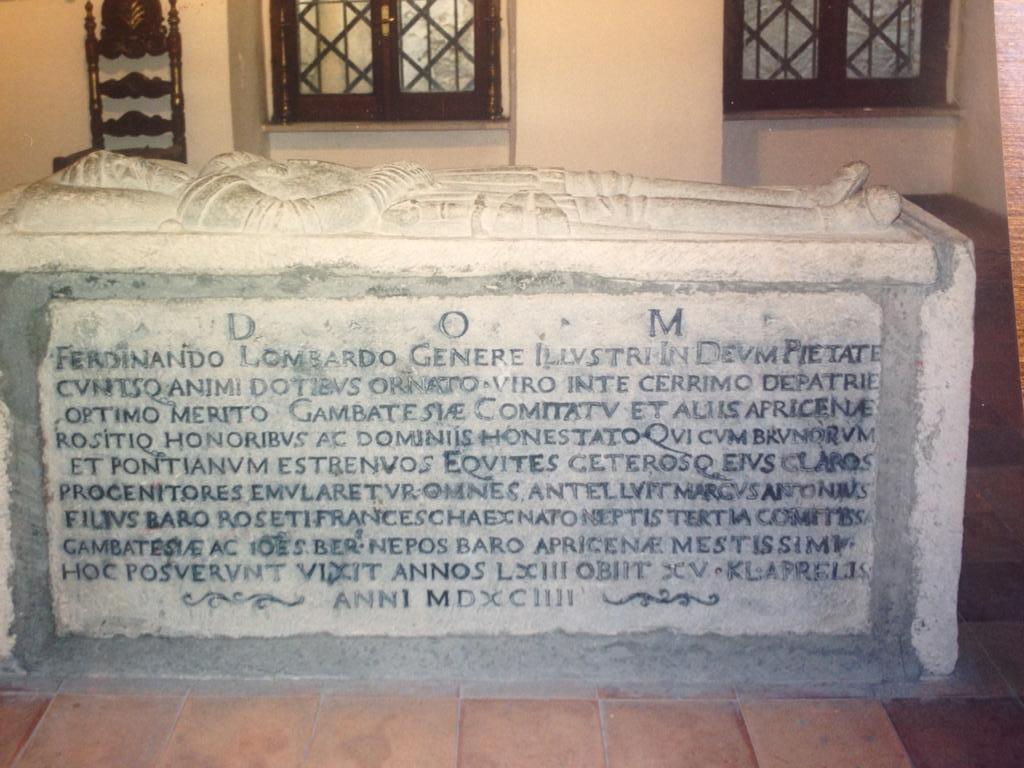 D O M
FERDINANDO LOMBARDO GENERE ILLVSTRI IN DEVM PIETATE
CVNTSQ ANIMI DOTIBVS ORNATO · VIRO INTE CERRIMO DEPATRIE
OPTIMO MERITO GAMBATESIÆ COMITATV ET ALIIS APRICENÆ
ROSITIQ HONORIBVS AC DOMINIIS HONESTATO QVI CVM BRVNORVM
ET PONTIANVM ESTRENVOS EQVITES CETEROSQ EIVS CLAROS
PROGENITORES EMVLARETVR · OMNES ANTELLVIT MARCVS ANTONIVS
FILIVS BARO ROSETI FRANCESCHA EX NATO NEPTIS TERTIA COMITIS
GAMBATESIÆ AC IOES BER NEPOS BARO APRICENÆ MESTISSIMI
HOC POSVERVNT VIXIT ANNOS LXIII OBIIT XV · KL · APRELIS
ANNI MDXCIIII